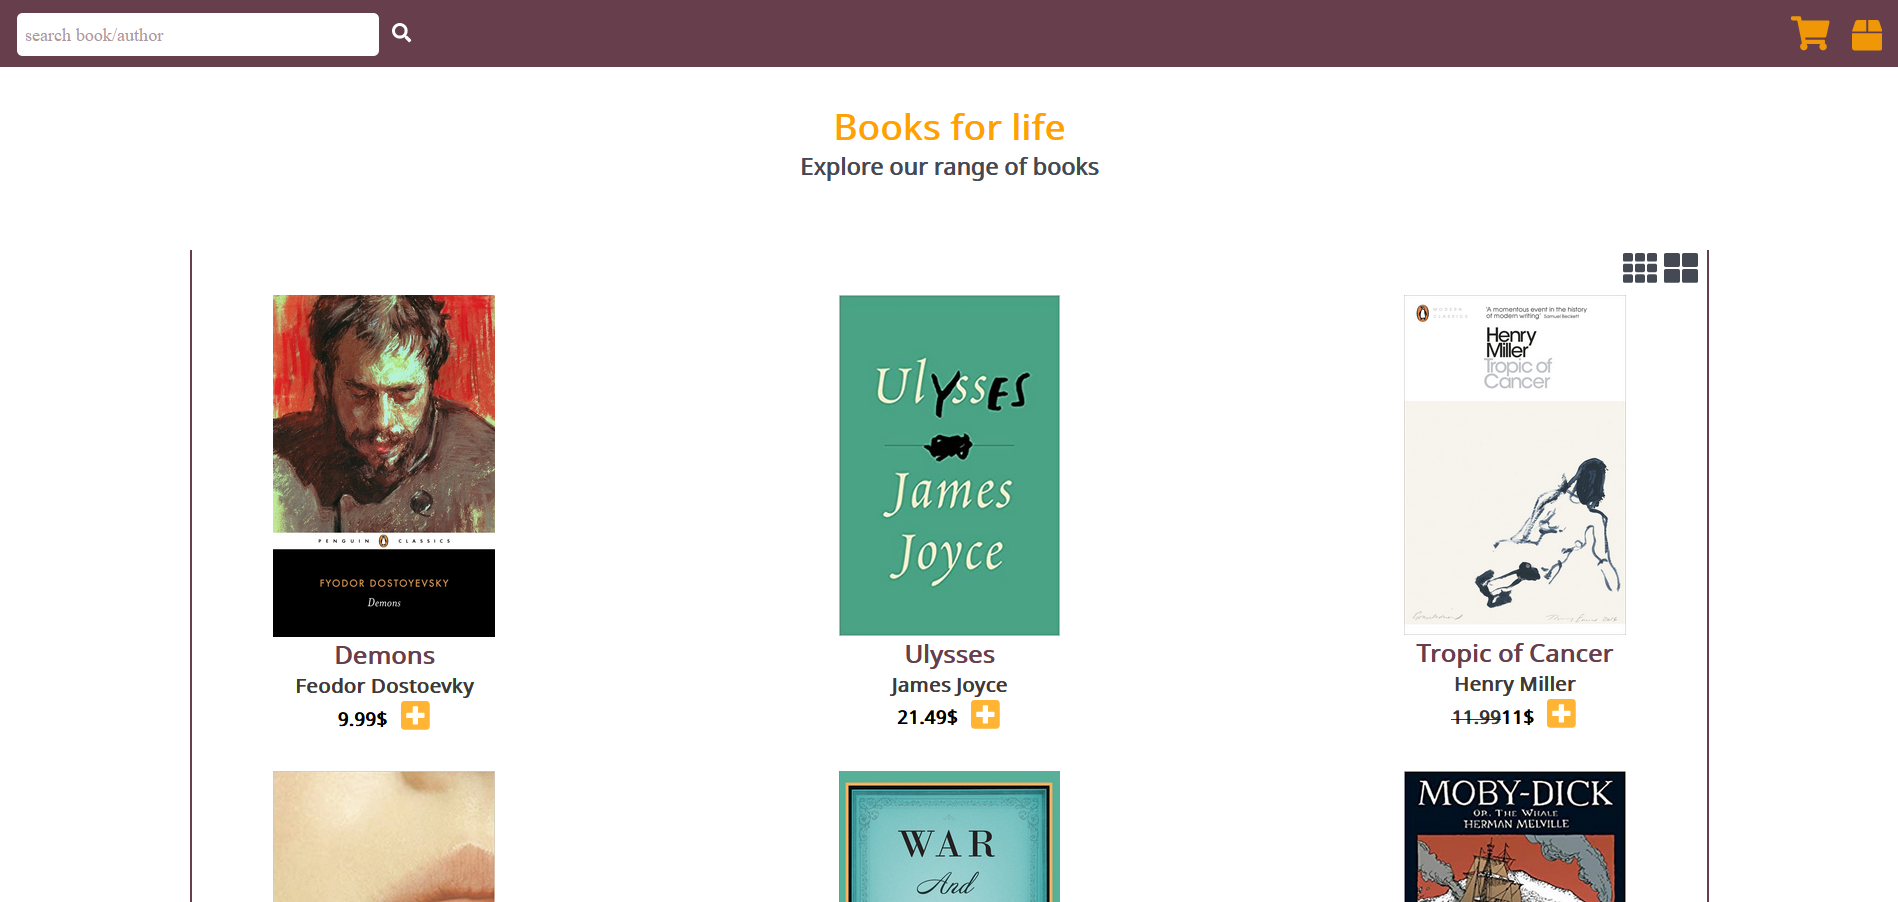 search book/author
Books for life
Explore our range of books
PENGUIN CLASSICS
FYODOR DOSTOYEVSKY
Demons
Demons
Feodor Dostoevky
9.99$
Ulysses
James
Joyce
Ulysses
James Joyce
21.49$
MODERN
CLASSICS
'A momentous event in the history
of modern writing' Samuel Beckett
Henry
Miller
Tropic of
Cancer
Tropic of Cancer
Henry Miller
11.9911$
WAR
And
MOBY-DICK
OR, THE WHALE
HERMAN MELVILLE